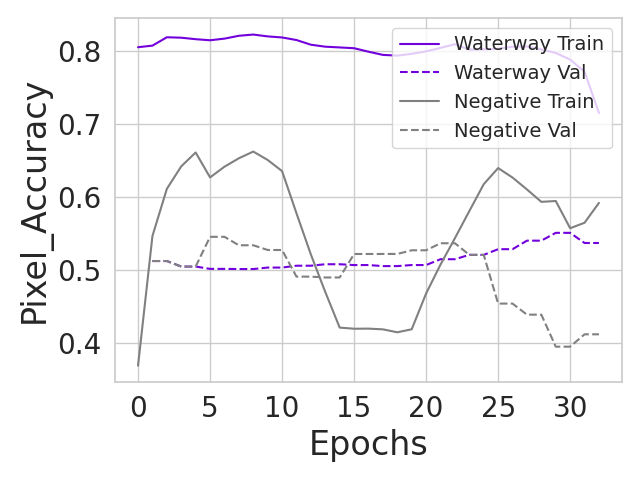 Waterway Train
Waterway Val
Negative Train
Negative Val
Pixel_Accuracy
0.8
0.7
0.6
0.5
0.4
0 5 10 15 20 25 30
Epochs